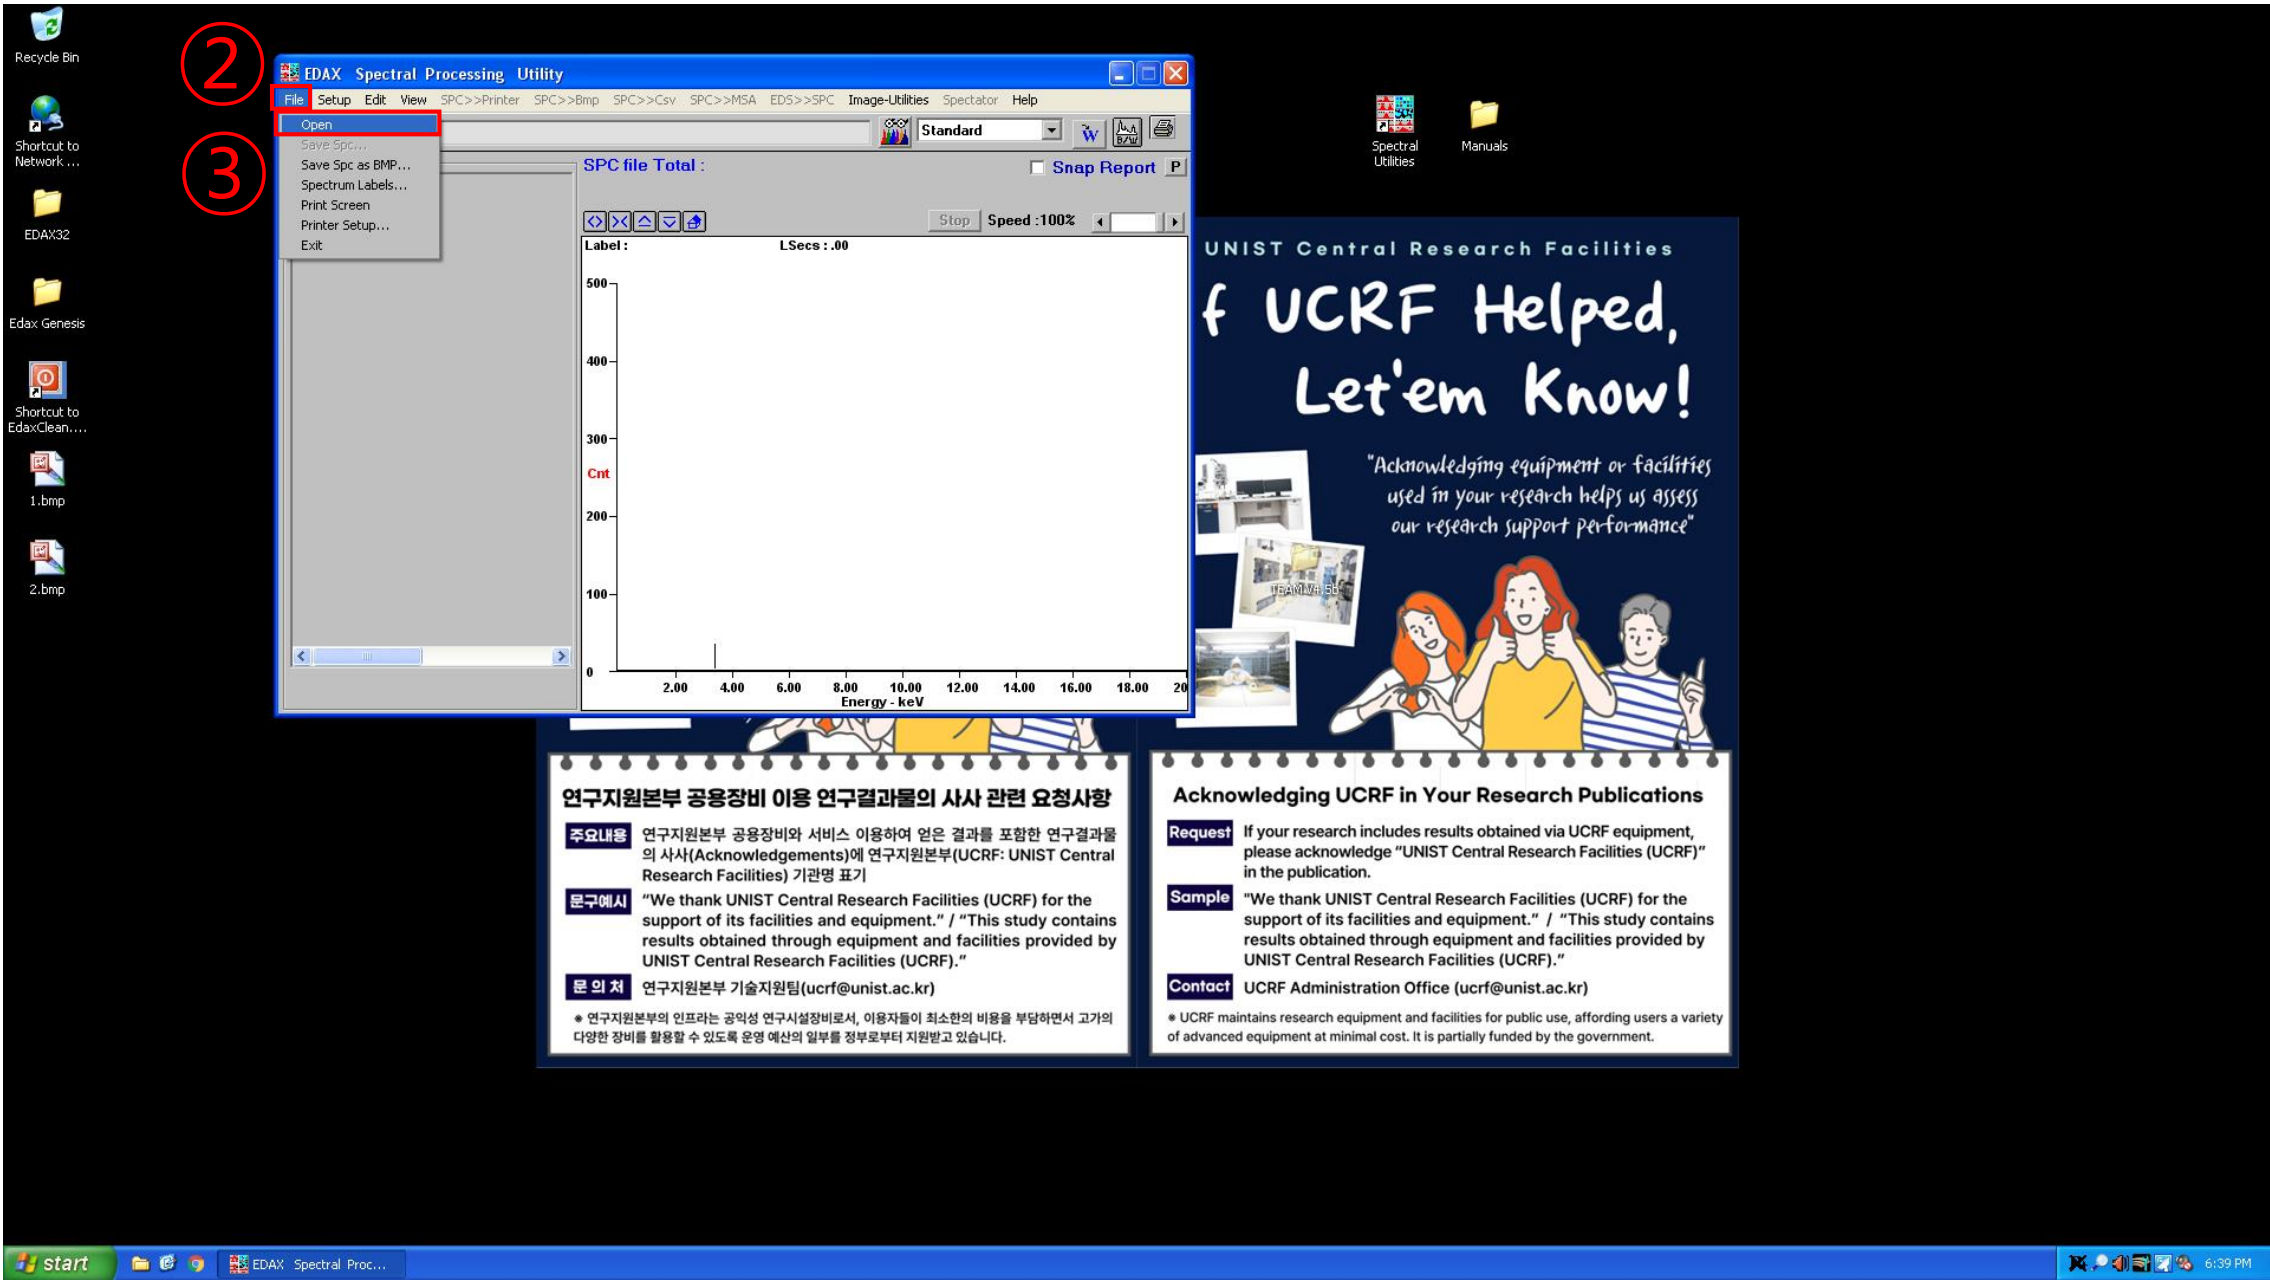 Recycle Bin
Shortcut to
Network ...
EDAX32
Edax Genesis
Shortcut to
EdaxClean....
1.bmp
2.bmp
②
③
EDAX Spectral Processing Utility
File Setup Edit View SPC>>Printer SPC>>Bmp SPC>>Csv SPC>>MSA EDS>>SPC Image-Utilities Spectator Help
Open
Save Spc...
Save Spc as BMP...
Spectrum Labels...
Print Screen
Printer Setup...
Exit
Standard
W
B/W
SPC file Total :
Snap Report P
Stop Speed :100%
Label : LSecs : .00
500
400
300
Cnt
200
100
0
2.00 4.00 6.00 8.00 10.00 12.00 14.00 16.00 18.00 20
Energy - keV
Spectral
Utilities
Manuals
UNIST Central Research Facilities
f UCRF Helped,
Let'em Know!
"Acknowledging equipment or facilities
used in your research helps us assess
our research support performance"
TEAM V4.5b
연구지원본부 공용장비 이용 연구결과물의 사사 관련 요청사항
주요내용 연구지원본부 공용장비와 서비스 이용하여 얻은 결과를 포함한 연구결과물
의 사사(Acknowledgements)에 연구지원본부(UCRF: UNIST Central
Research Facilities) 기관명 표기
문구예시 “We thank UNIST Central Research Facilities (UCRF) for the
support of its facilities and equipment.” / “This study contains
results obtained through equipment and facilities provided by
UNIST Central Research Facilities (UCRF).”
문 의 처 연구지원본부 기술지원팀(ucrf@unist.ac.kr)
※ 연구지원본부의 인프라는 공익성 연구시설장비로서, 이용자들이 최소한의 비용을 부담하면서 고가의
다양한 장비를 활용할 수 있도록 운영 예산의 일부를 정부로부터 지원받고 있습니다.
Acknowledging UCRF in Your Research Publications
Request If your research includes results obtained via UCRF equipment,
please acknowledge “UNIST Central Research Facilities (UCRF)”
in the publication.
Sample “We thank UNIST Central Research Facilities (UCRF) for the
support of its facilities and equipment.” / “This study contains
results obtained through equipment and facilities provided by
UNIST Central Research Facilities (UCRF).”
Contact UCRF Administration Office (ucrf@unist.ac.kr)
※ UCRF maintains research equipment and facilities for public use, affording users a variety
of advanced equipment at minimal cost. It is partially funded by the government.
start
EDAX Spectral Proc...
6:39 PM